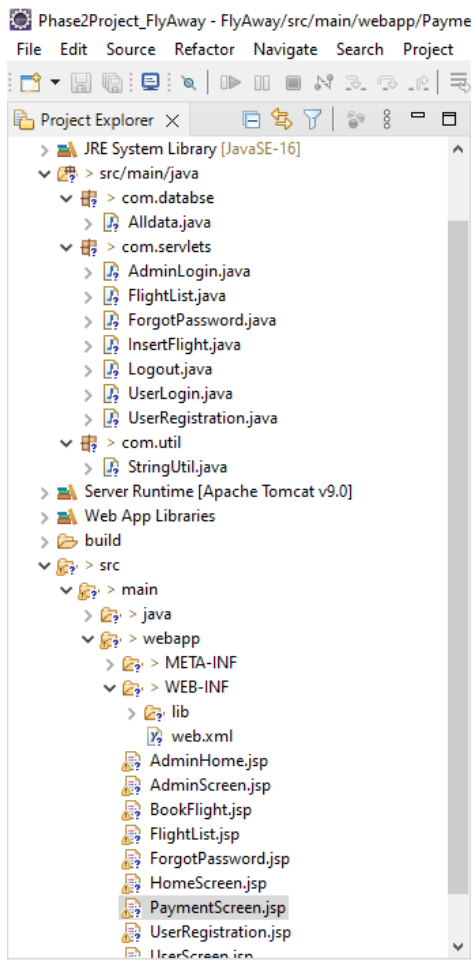 Phase2Project_FlyAway - FlyAway/src/main/webapp/Payme
File Edit Source Refactor Navigate Search Project
Project Explorer
JRE System Library [JavaSE-16]
> src/main/java
> com.databse
Alldata.java
> com.servlets
AdminLogin.java
FlightList.java
ForgotPassword.java
InsertFlight.java
Logout.java
UserLogin.java
UserRegistration.java
> com.util
StringUtil.java
Server Runtime [Apache Tomcat v9.0]
Web App Libraries
build
> src
> main
> java
> webapp
> META-INF
> WEB-INF
lib
web.xml
AdminHome.jsp
AdminScreen.jsp
BookFlight.jsp
FlightList.jsp
ForgotPassword.jsp
HomeScreen.jsp
PaymentScreen.jsp
UserRegistration.jsp
UserScreen.jsp